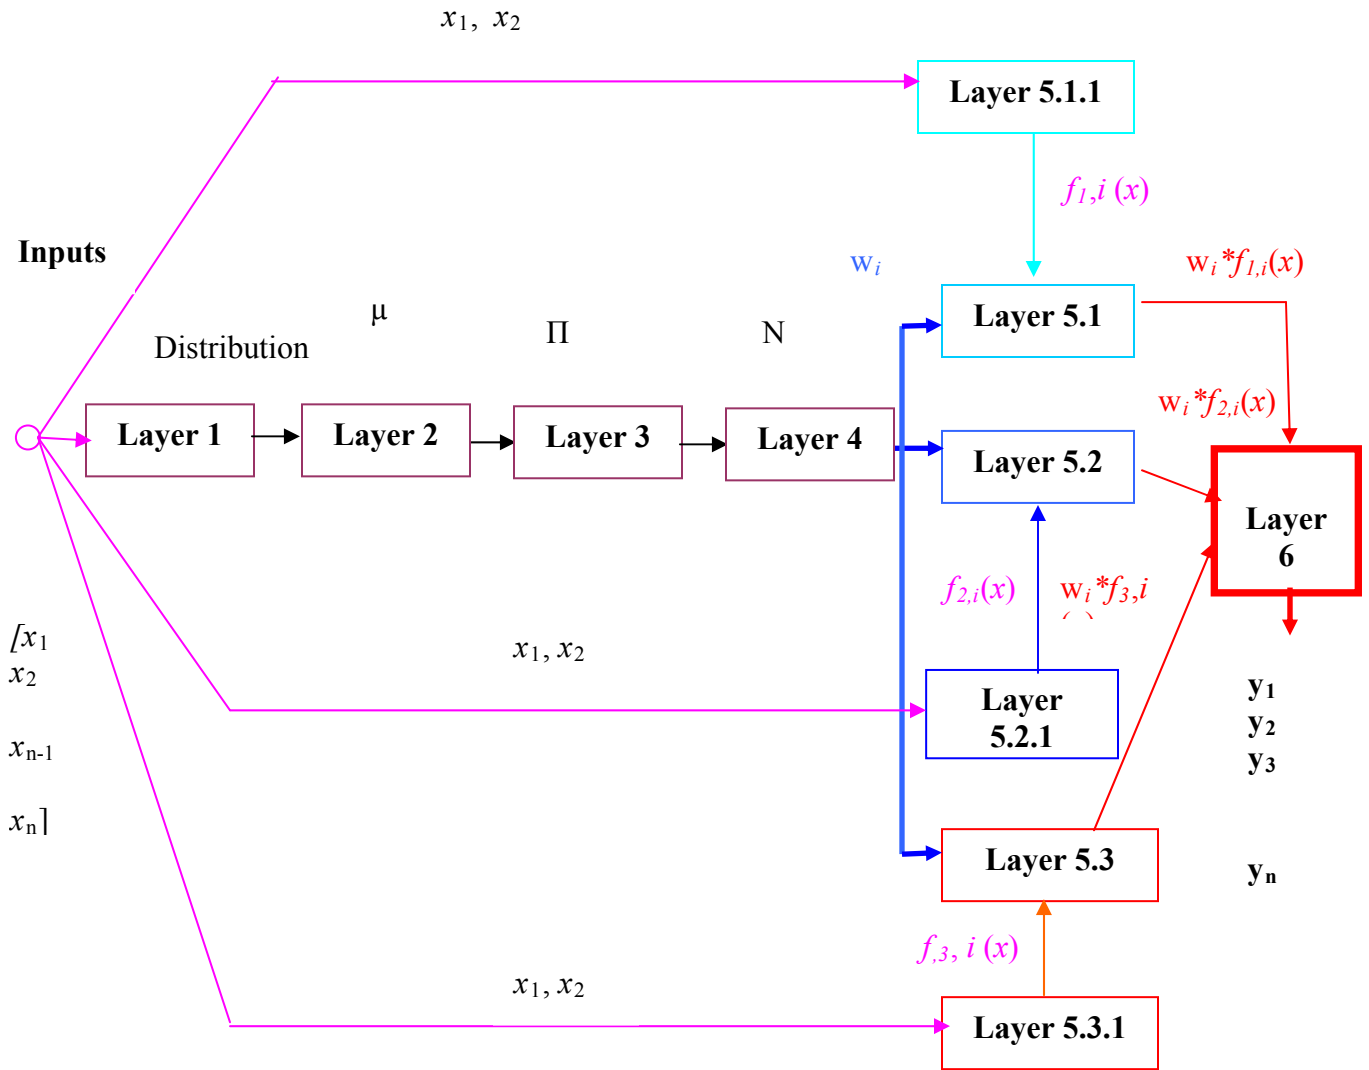 x₁, x₂
Layer 5.1.1
f₁,i (x)
Inputs
wᵢ
wᵢ*f₁,ᵢ(x)
μ
Π
N
Layer 5.1
Distribution
wᵢ*f₂,ᵢ(x)
Layer 1
Layer 2
Layer 3
Layer 4
Layer 5.2
Layer
6
f₂,ᵢ(x)
wᵢ*f₃,i
[x₁
x₂
xₙ₋₁
xₙ]
x₁, x₂
Layer
5.2.1
y₁
y₂
y₃
yₙ
Layer 5.3
f,₃, i (x)
x₁, x₂
Layer 5.3.1